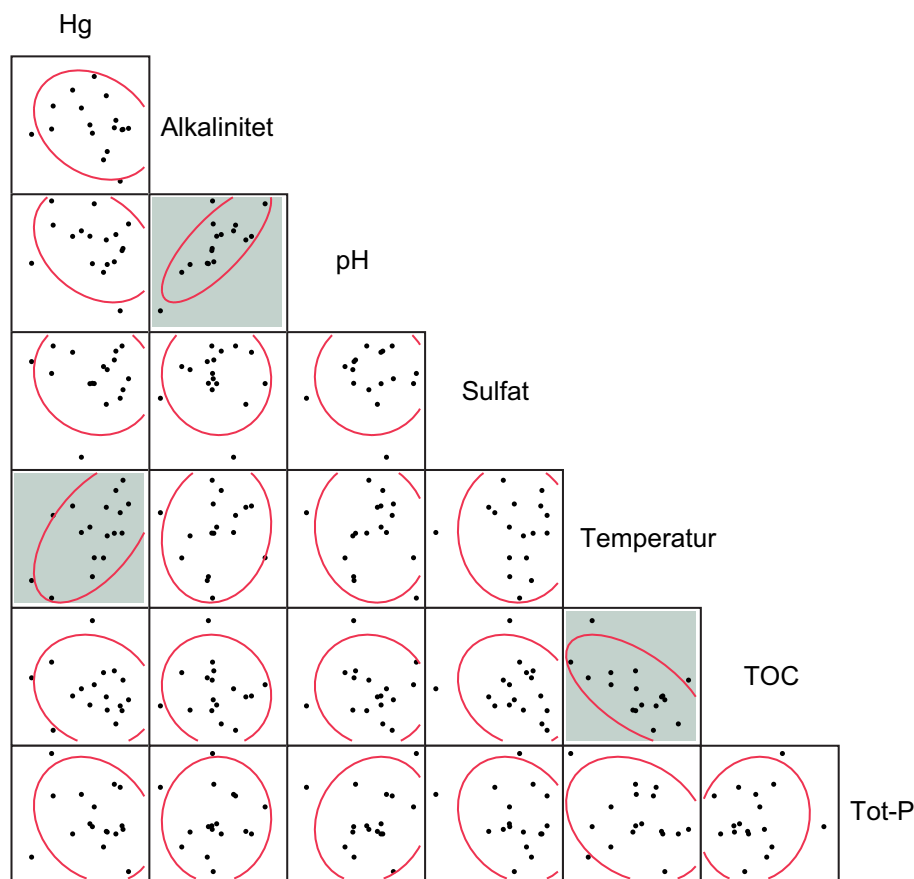 Hg
Alkalinitet
pH
Sulfat
Temperatur
TOC
Tot-P